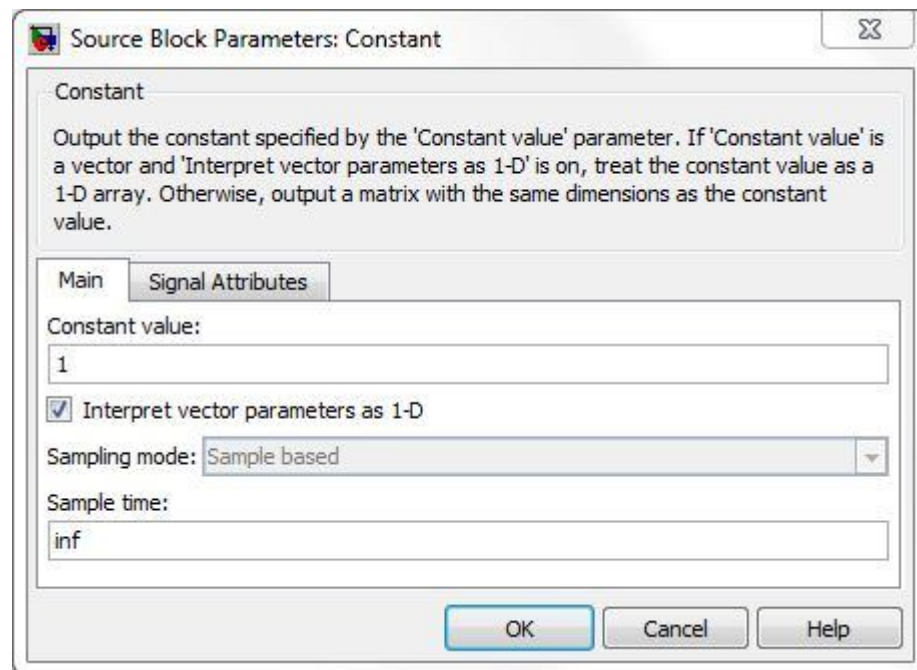 Source Block Parameters: Constant
Constant
Output the constant specified by the 'Constant value' parameter. If 'Constant value' is
a vector and 'Interpret vector parameters as 1-D' is on, treat the constant value as a
1-D array. Otherwise, output a matrix with the same dimensions as the constant
value.
Main Signal Attributes
Constant value:
1
Interpret vector parameters as 1-D
Sampling mode: Sample based
Sample time:
inf
OK Cancel Help